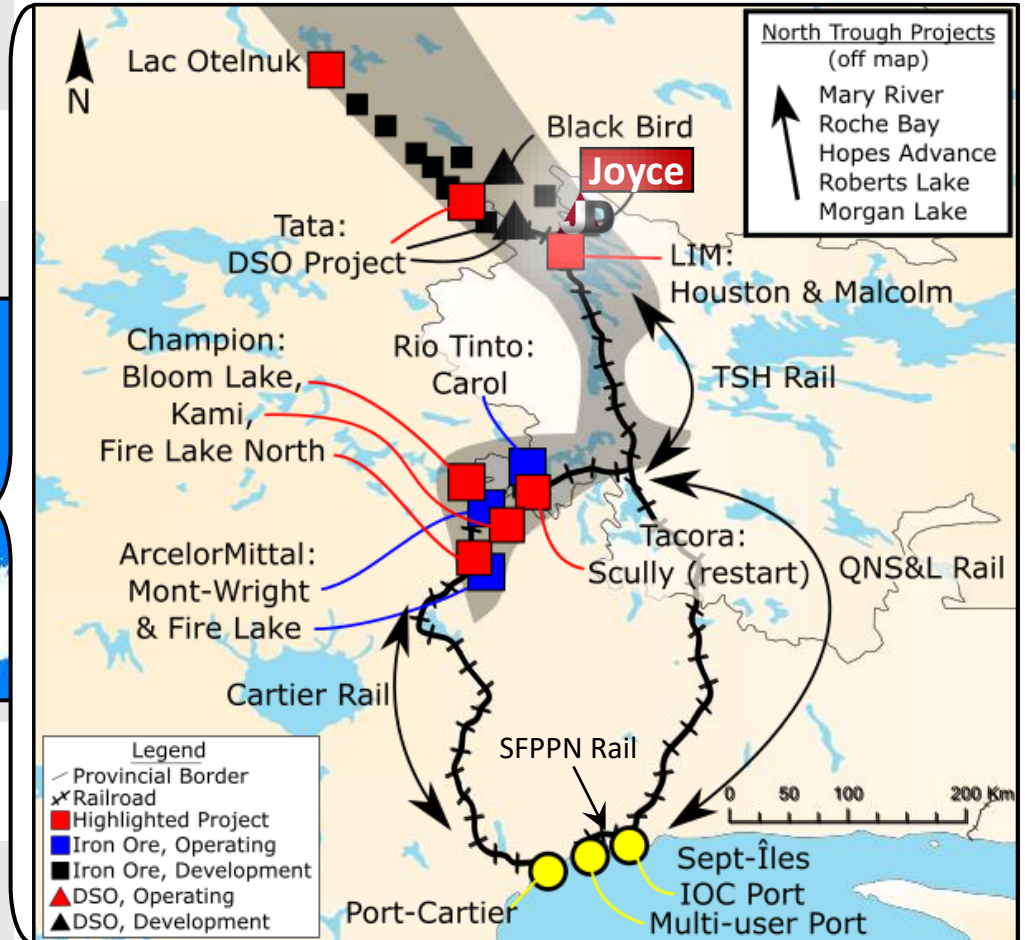 North Trough Projects
(off map)
Mary River
Roche Bay
Hopes Advance
Roberts Lake
Morgan Lake
N
Lac Otelnuk
Black Bird
Joyce
JD
Tata:
DSO Project
LIM:
Houston & Malcolm
Champion:
Bloom Lake,
Kami,
Fire Lake North
Rio Tinto:
Carol
TSH Rail
ArcelorMittal:
Mont-Wright
& Fire Lake
Tacora:
Scully (restart)
QNS&L Rail
Cartier Rail
SFPPN Rail
0 50 100 200 Km
Legend
Provincial Border
Railroad
Highlighted Project
Iron Ore, Operating
Iron Ore, Development
DSO, Operating
DSO, Development
Port-Cartier
Sept-Îles
IOC Port
Multi-user Port